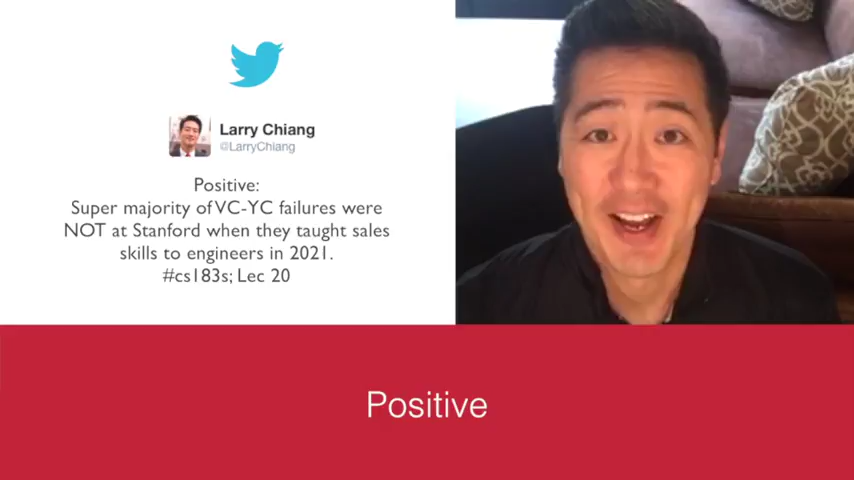 Larry Chiang
@LarryChiang
Positive:
Super majority of VC-YC failures were
NOT at Stanford when they taught sales
skills to engineers in 2021.
#cs183s; Lec 20
Positive